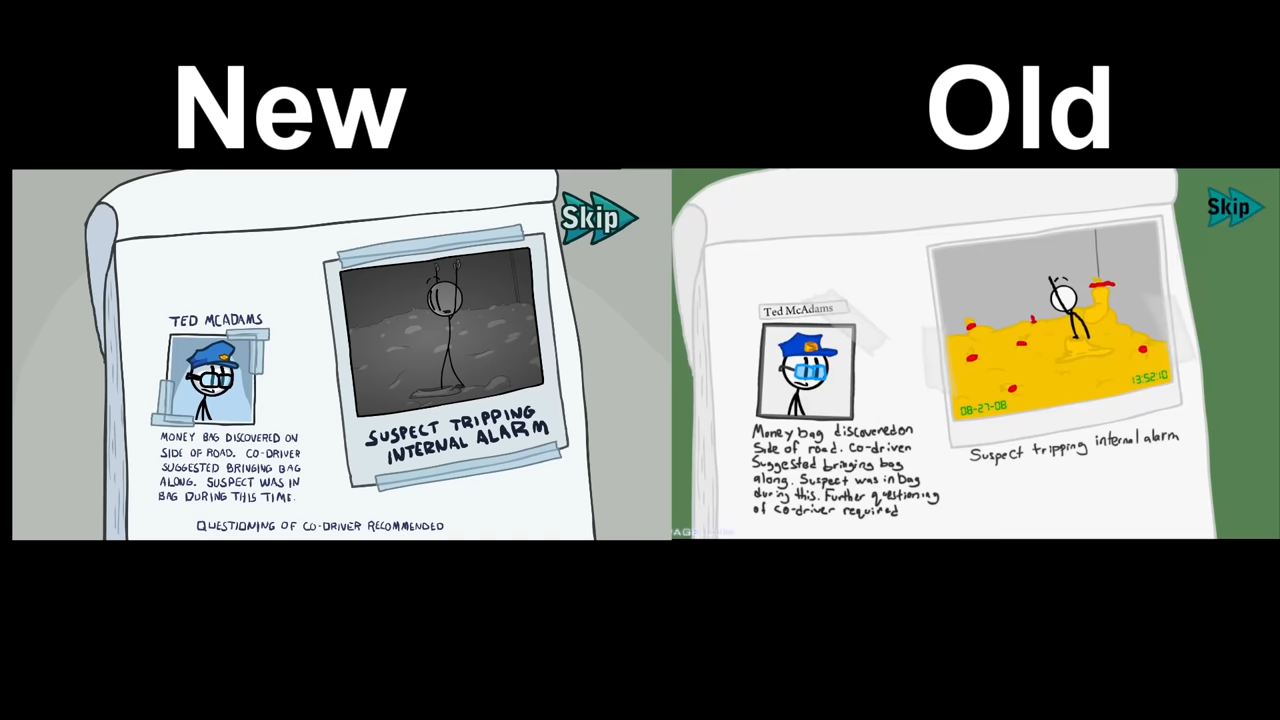 New
Old
Skip
TED MCADAMS
MONEY BAG DISCOVERED ON
SIDE OF ROAD. CO-DRIVER
SUGGESTED BRINGING BAG
ALONG. SUSPECT WAS IN
BAG DURING THIS TIME.
QUESTIONING OF CO-DRIVER RECOMMENDED
SUSPECT TRIPPING
INTERNAL ALARM
Skip
Ted McAdams
Money bag discovered on
Side of road. Co-driven
Suggested bringing bag
along. Suspect was in bag
during this. Further questioning
of co-driver required
08-27-08
13:52:10
Suspect tripping internal alarm